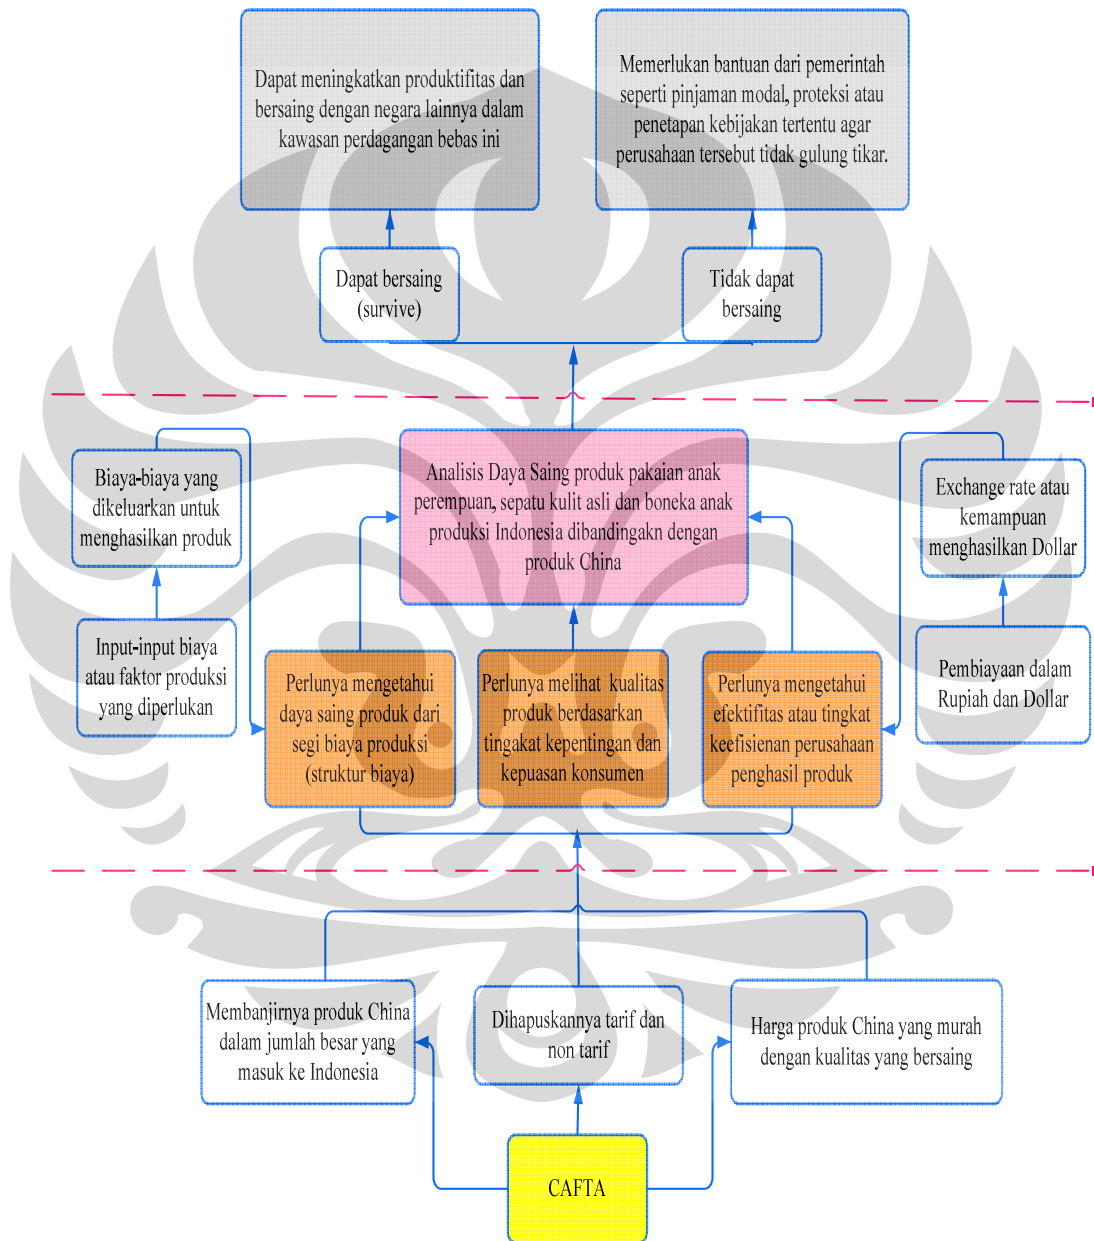 Dapat meningkatkan produktifitas dan
bersaing dengan negara lainnya dalam
kawasan perdagangan bebas ini
Memerlukan bantuan dari pemerintah
seperti pinjaman modal, proteksi atau
penetapan kebijakan tertentu agar
perusahaan tersebut tidak gulung tikar.
Dapat bersaing
(survive)
Tidak dapat
bersaing
Biaya-biaya yang
dikeluarkan untuk
menghasilkan produk
Analisis Daya Saing produk pakaian anak
perempuan, sepatu kulit asli dan boneka anak
produksi Indonesia dibandingakn dengan
produk China
Exchange rate atau
kemampuan
menghasilkan Dollar
Input-input biaya
atau faktor produksi
yang diperlukan
Perlunya mengetahui
daya saing produk dari
segi biaya produksi
(struktur biaya)
Perlunya melihat kualitas
produk berdasarkan
tingakat kepentingan dan
kepuasan konsumen
Perlunya mengetahui
efektifitas atau tingkat
keefisienan perusahaan
penghasil produk
Pembiayaan dalam
Rupiah dan Dollar
Membanjirnya produk China
dalam jumlah besar yang
masuk ke Indonesia
Dihapuskannya tarif dan
non tarif
Harga produk China yang murah
dengan kualitas yang bersaing
CAFTA